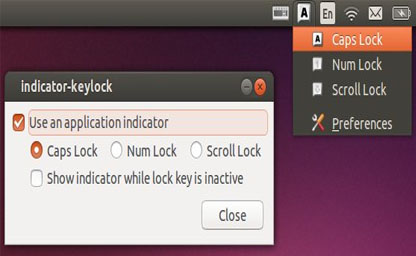 A En
A Caps Lock
1 Num Lock
Scroll Lock
Preferences
indicator-keylock
Use an application indicator
Caps Lock Num Lock Scroll Lock
Show indicator while lock key is inactive
Close